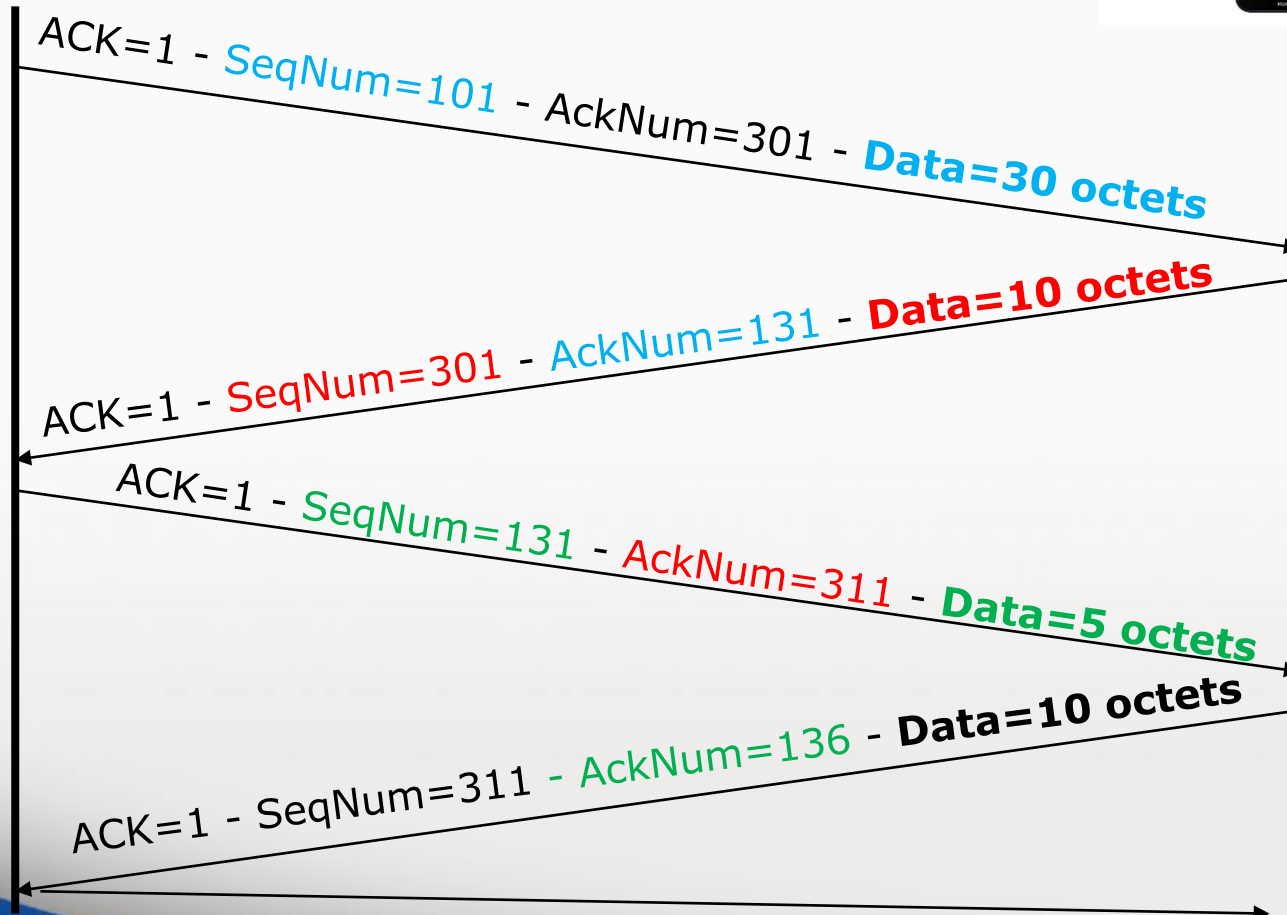 ACK=1 - SeqNum=101 - AckNum=301 - Data=30 octets
ACK=1 - SeqNum=301 - AckNum=131 - Data=10 octets
ACK=1 - SeqNum=131 - AckNum=311 - Data=5 octets
ACK=1 - SeqNum=311 - AckNum=136 - Data=10 octets